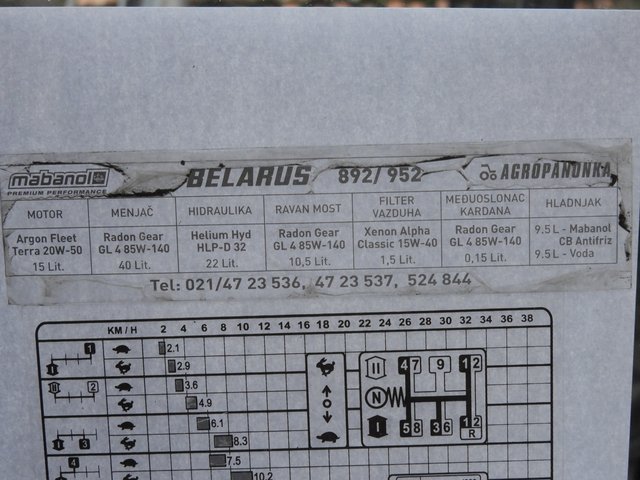 mabanol
PREMIUM PERFORMANCE
BELARUS 892/952
AGROPANONKA
MOTOR MENJAČ HIDRAULIKA RAVAN MOST FILTER VAZDUHA MEĐUOSLONAC KARDANA HLADNJAK
Argon Fleet Terra 20W-50 15 Lit.
Radon Gear GL 4 85W-140 40 Lit.
Helium Hyd HLP-D 32 22 Lit.
Radon Gear GL 4 85W-140 10,5 Lit.
Xenon Alpha Classic 15W-40 1,5 Lit.
Radon Gear GL 4 85W-140 0,15 Lit.
9.5 L - Mabanol CB Antifriz 9.5 L - Voda
Tel: 021/47 23 536, 47 23 537, 524 844
KM / H 2 4 6 8 10 12 14 16 18 20 22 24 26 28 30 32 34 36 38
1 2.1
I 2.9
II 2 3.6
4.9
6.1
I 3 8.3
4 7.5
10.2
II 4 7 9 1 2
N
I 5 8 3 6 1 2
R